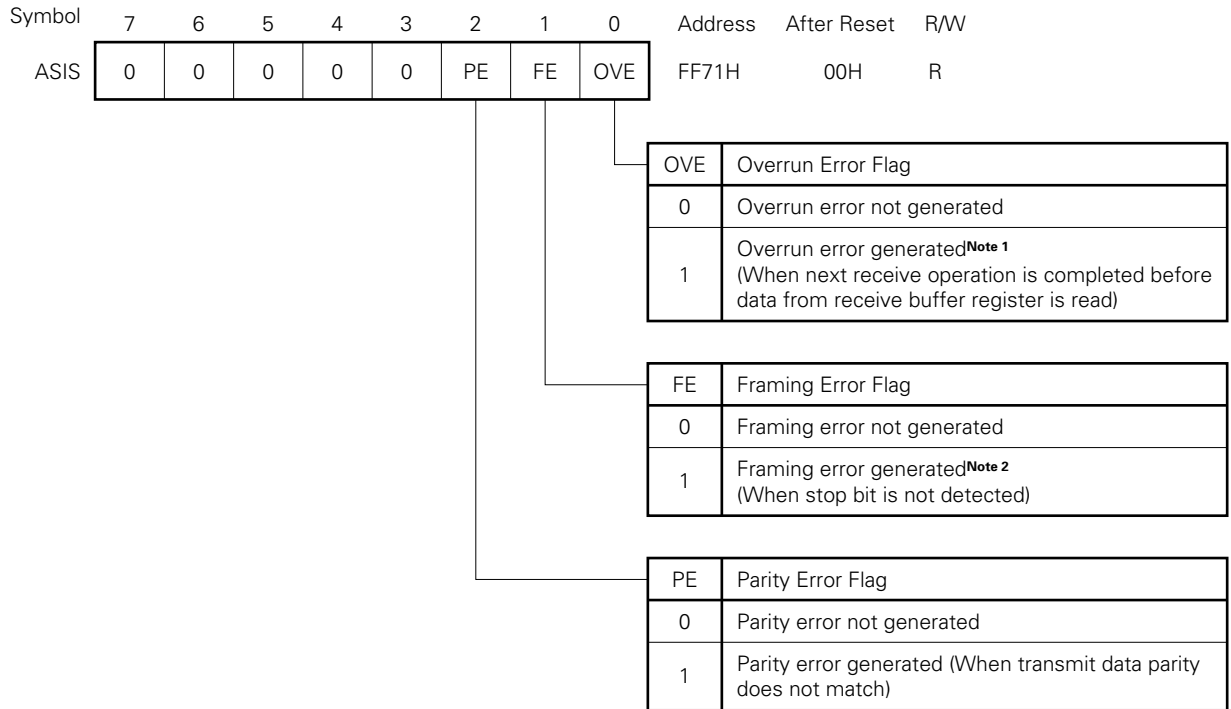 Symbol 7 6 5 4 3 2 1 0 Address After Reset R/W
ASIS 0 0 0 0 0 PE FE OVE FF71H 00H R
OVE Overrun Error Flag
0 Overrun error not generated
1 Overrun error generatedNote 1
(When next receive operation is completed before
data from receive buffer register is read)
FE Framing Error Flag
0 Framing error not generated
1 Framing error generatedNote 2
(When stop bit is not detected)
PE Parity Error Flag
0 Parity error not generated
1 Parity error generated (When transmit data parity
does not match)